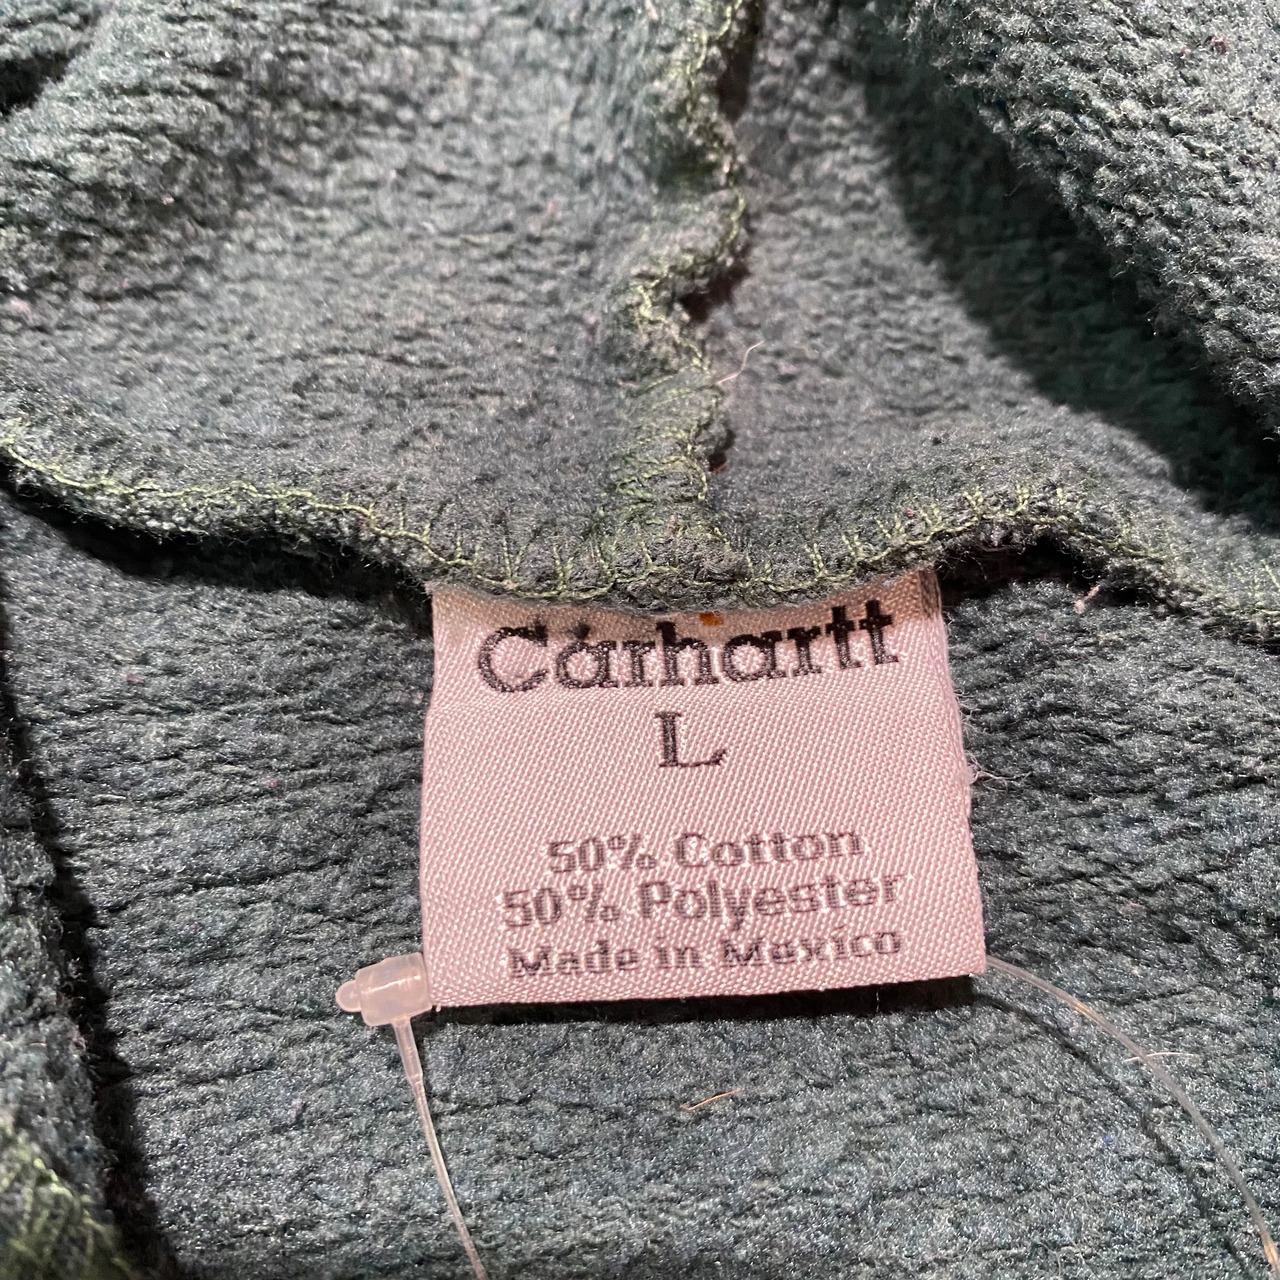 Carhartt
L
50% Cotton
50% Polyester
Made in Mexico